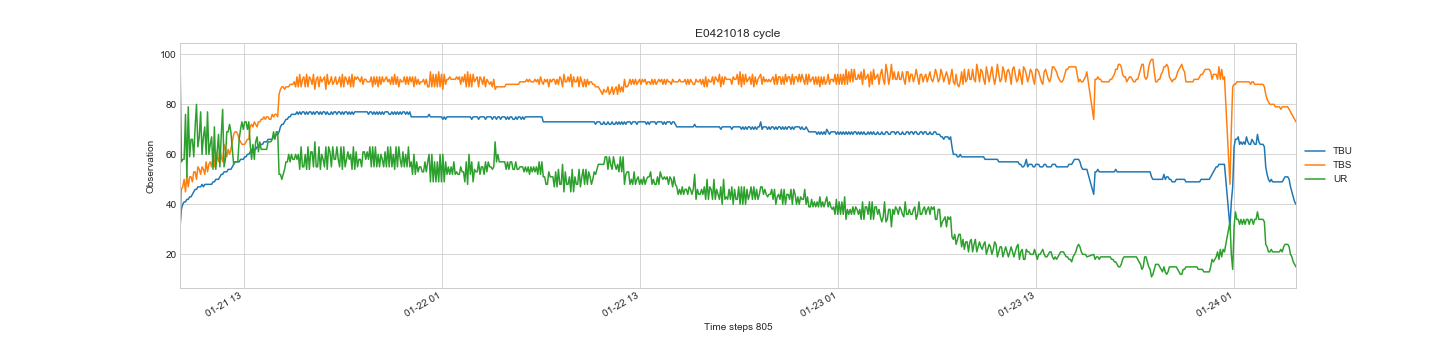 E0421018 cycle
100
80
60
40
20
Observation
01-21 13
01-22 01
01-22 13
01-23 01
01-23 13
01-24 01
Time steps 805
TBU
TBS
UR